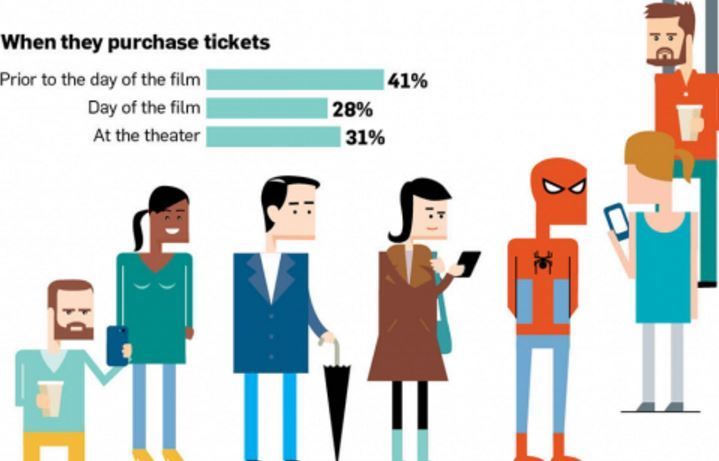 When they purchase tickets
Prior to the day of the film 41%
Day of the film 28%
At the theater 31%